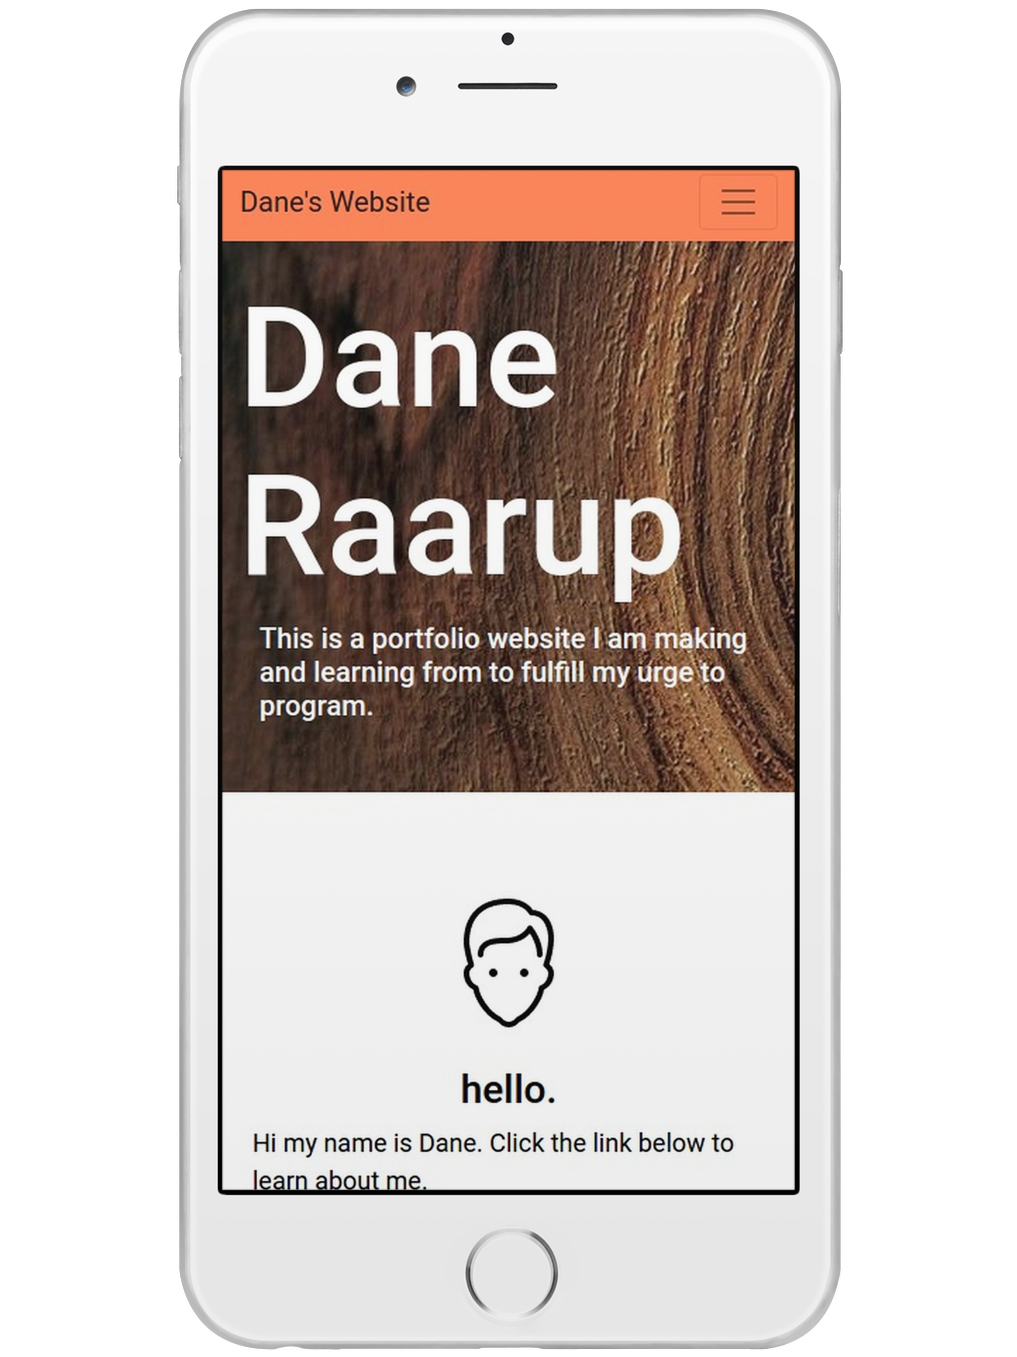 Dane's Website
Dane
Raarup
This is a portfolio website I am making
and learning from to fulfill my urge to
program.
hello.
Hi my name is Dane. Click the link below to
learn about me.